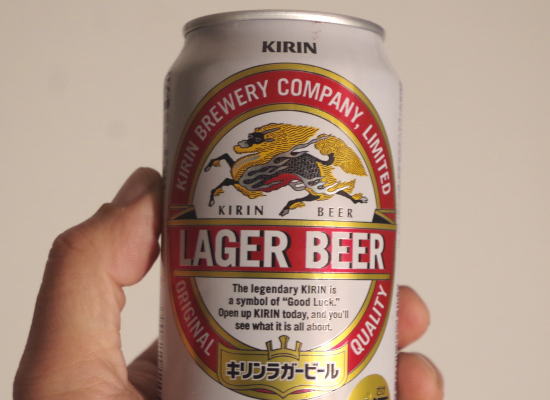 KIRIN
KIRIN BREWERY COMPANY, LIMITED
KIRIN BEER
LAGER BEER
The legendary KIRIN is
a symbol of "Good Luck."
Open up KIRIN today, and you'll
see what it is all about.
ORIGINAL QUALITY
キリンラガービール